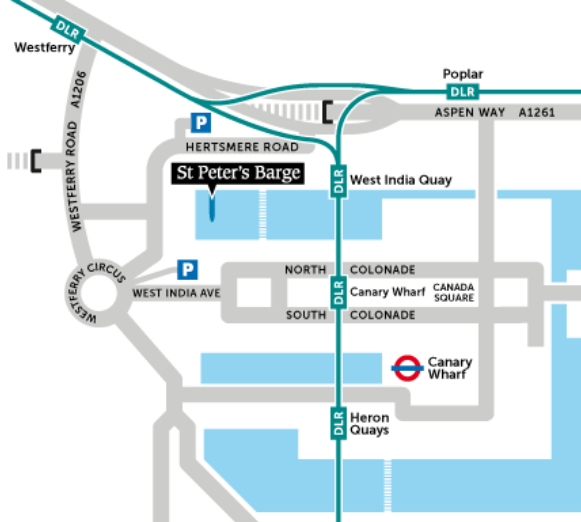 DLR
Westferry
Poplar
DLR
ASPEN WAY A1261
WESTFERRY ROAD A1206
P
HERTSMERE ROAD
St Peter's Barge
DLR
West India Quay
WESTFERRY CIRCUS
P
WEST INDIA AVE
NORTH COLONADE
DLR
Canary Wharf
CANADA
SQUARE
SOUTH COLONADE
Canary
Wharf
DLR
Heron
Quays